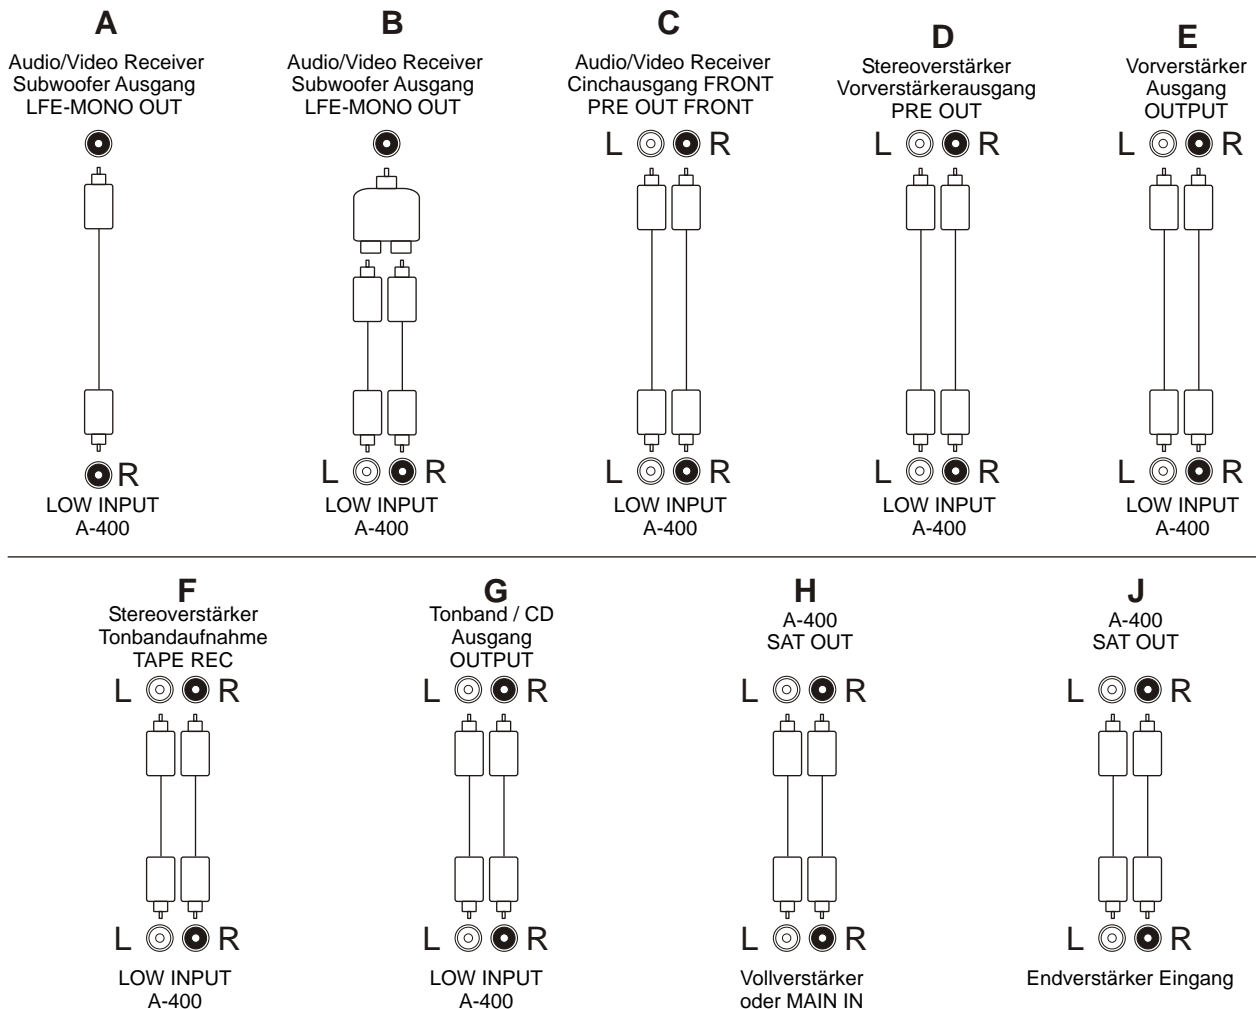 A
Audio/Video Receiver
Subwoofer Ausgang
LFE-MONO OUT
R
LOW INPUT
A-400
B
Audio/Video Receiver
Subwoofer Ausgang
LFE-MONO OUT
L R
LOW INPUT
A-400
C
Audio/Video Receiver
Cinchausgang FRONT
PRE OUT FRONT
L R
L R
LOW INPUT
A-400
D
Stereoverstärker
Vorverstärkerausgang
PRE OUT
L R
L R
LOW INPUT
A-400
E
Vorverstärker
Ausgang
OUTPUT
L R
L R
LOW INPUT
A-400
F
Stereoverstärker
Tonbandaufnahme
TAPE REC
L R
L R
LOW INPUT
A-400
G
Tonband / CD
Ausgang
OUTPUT
L R
L R
LOW INPUT
A-400
H
A-400
SAT OUT
L R
L R
Vollverstärker
oder MAIN IN
J
A-400
SAT OUT
L R
L R
Endverstärker Eingang